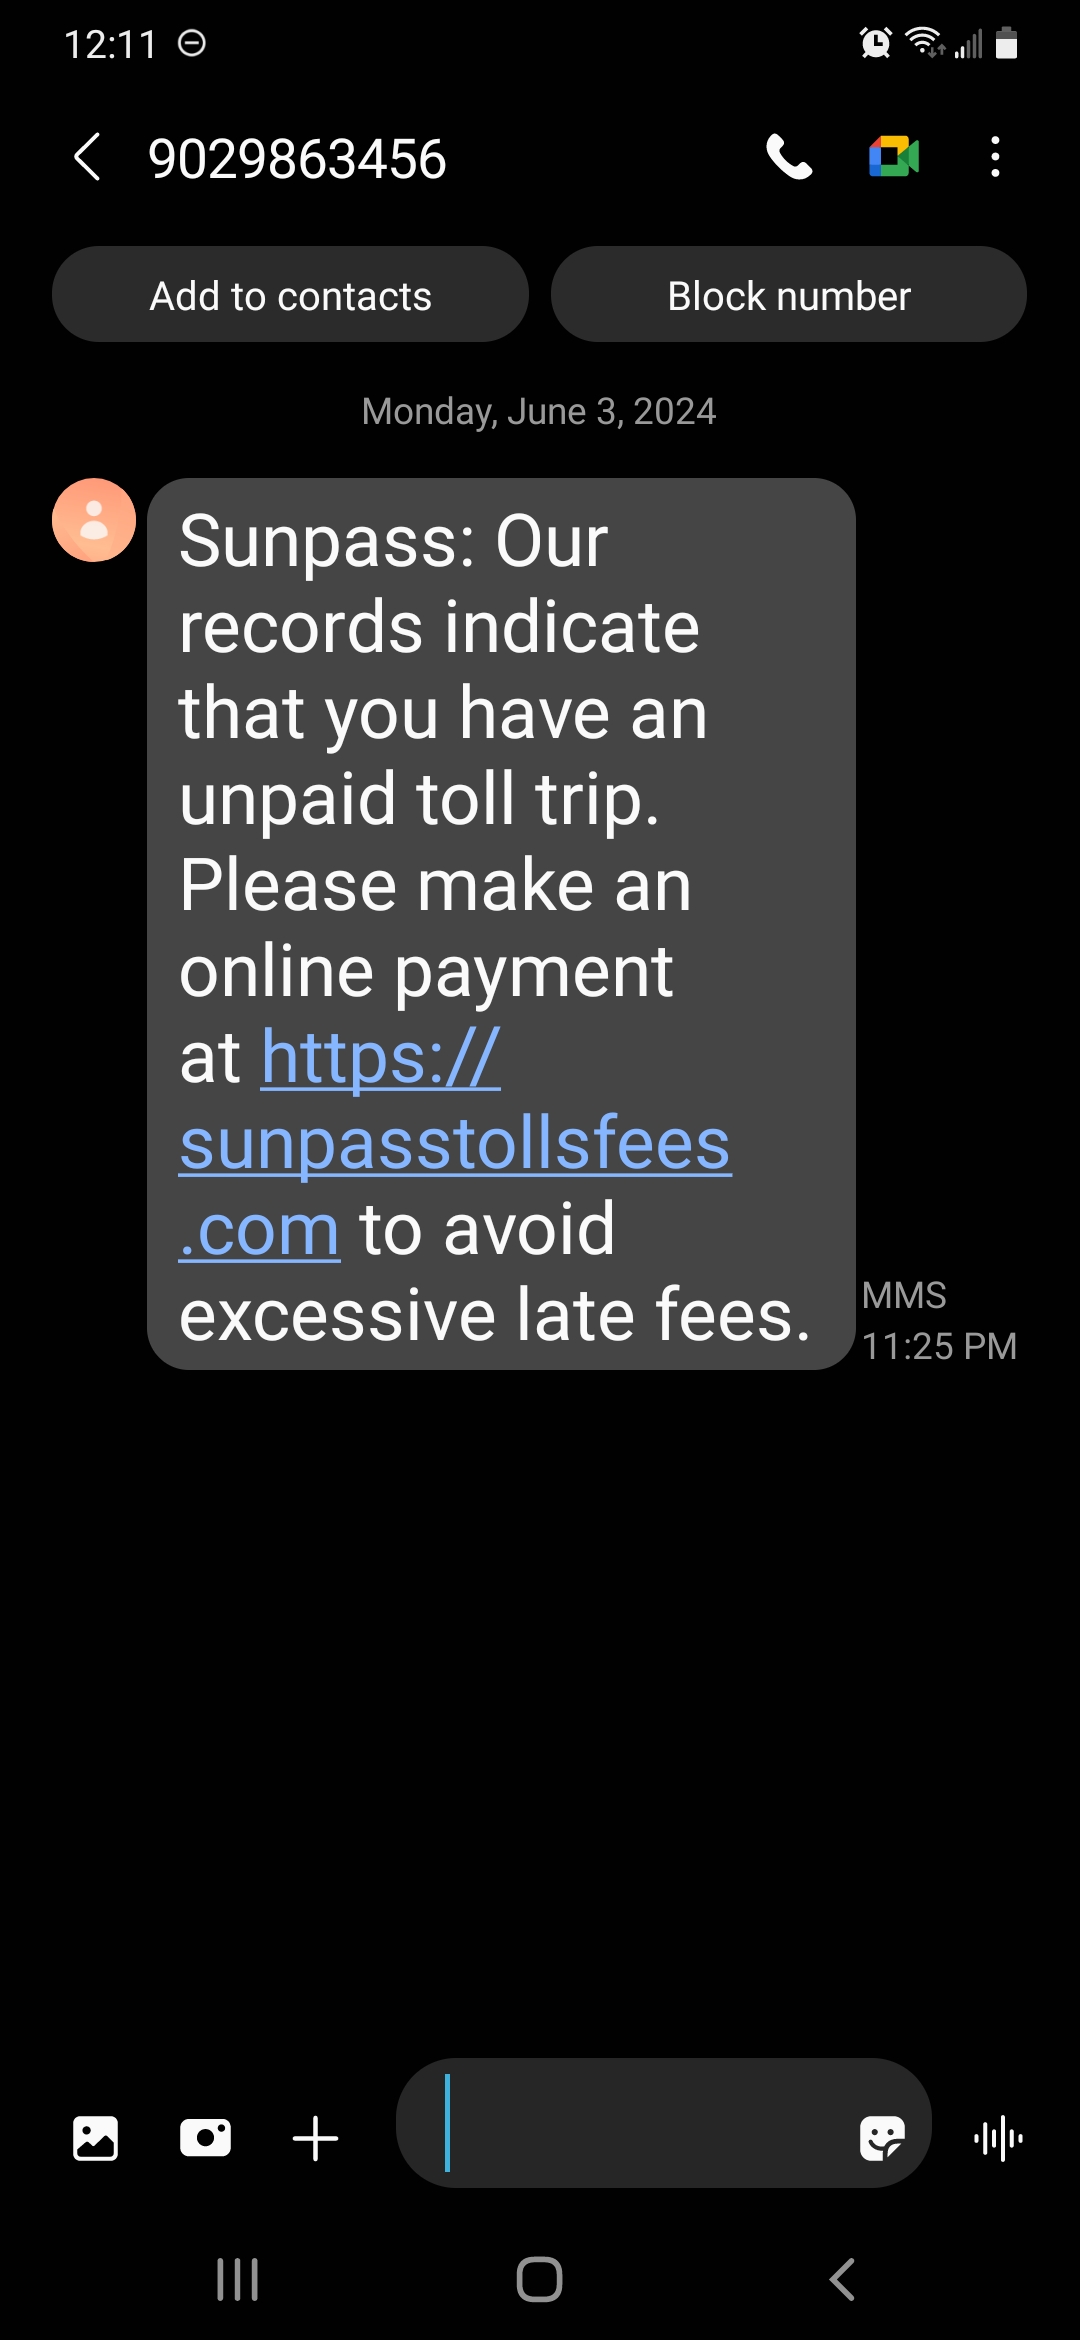 12:11
9029863456
Add to contacts
Block number
Monday, June 3, 2024
Sunpass: Our
records indicate
that you have an
unpaid toll trip.
Please make an
online payment
at https://
sunpasstollsfees
.com to avoid
excessive late fees.
MMS
11:25 PM